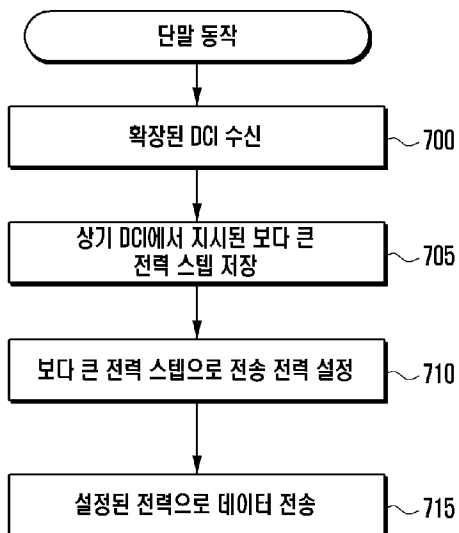 단말 동작
확장된 DCI 수신
700
상기 DCI에서 지시된 보다 큰
전력 스텝 저장
705
보다 큰 전력 스텝으로 전송 전력 설정
710
설정된 전력으로 데이터 전송
715